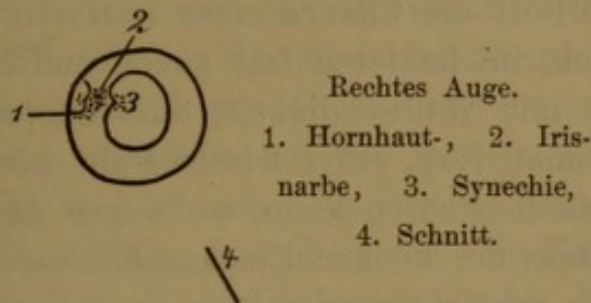 2
1
3
Rechtes Auge.
1. Hornhaut-, 2. Iris-
narbe, 3. Synechie,
4. Schnitt.
4